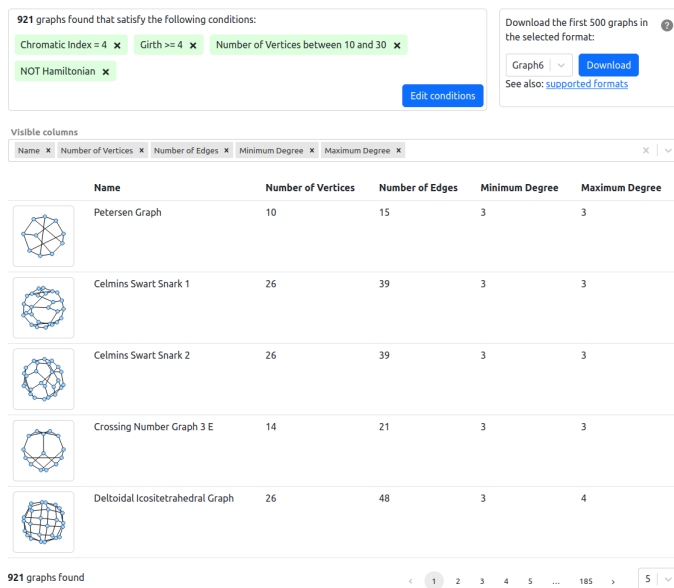 921 graphs found that satisfy the following conditions:
Chromatic Index = 4 ×
Girth >= 4 ×
Number of Vertices between 10 and 30 ×
NOT Hamiltonian ×
Edit conditions
Download the first 500 graphs in
the selected format:
?
Graph6
Download
See also: supported formats
Visible columns
Name × Number of Vertices × Number of Edges × Minimum Degree × Maximum Degree ×
Name Number of Vertices Number of Edges Minimum Degree Maximum Degree
Petersen Graph 10 15 3 3
Celmins Swart Snark 1 26 39 3 3
Celmins Swart Snark 2 26 39 3 3
Crossing Number Graph 3 E 14 21 3 3
Deltoidal Icositetrahedral Graph 26 48 3 4
921 graphs found
‹ 1 2 3 4 5 ... 185 ›
5